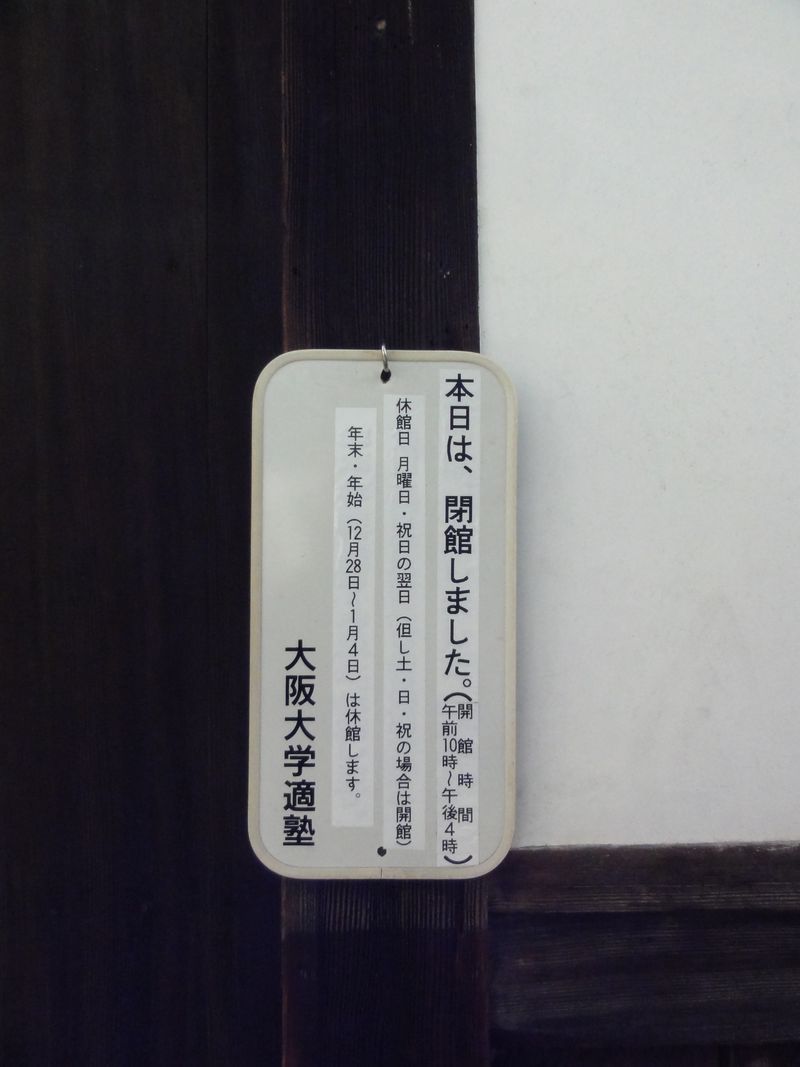 本日は、閉館しました。(開館時間 午前10時~午後4時)
休館日 月曜日・祝日の翌日(但し土・日・祝の場合は開館)
年末・年始(12月28日~1月4日)は休館します。
大阪大学適塾